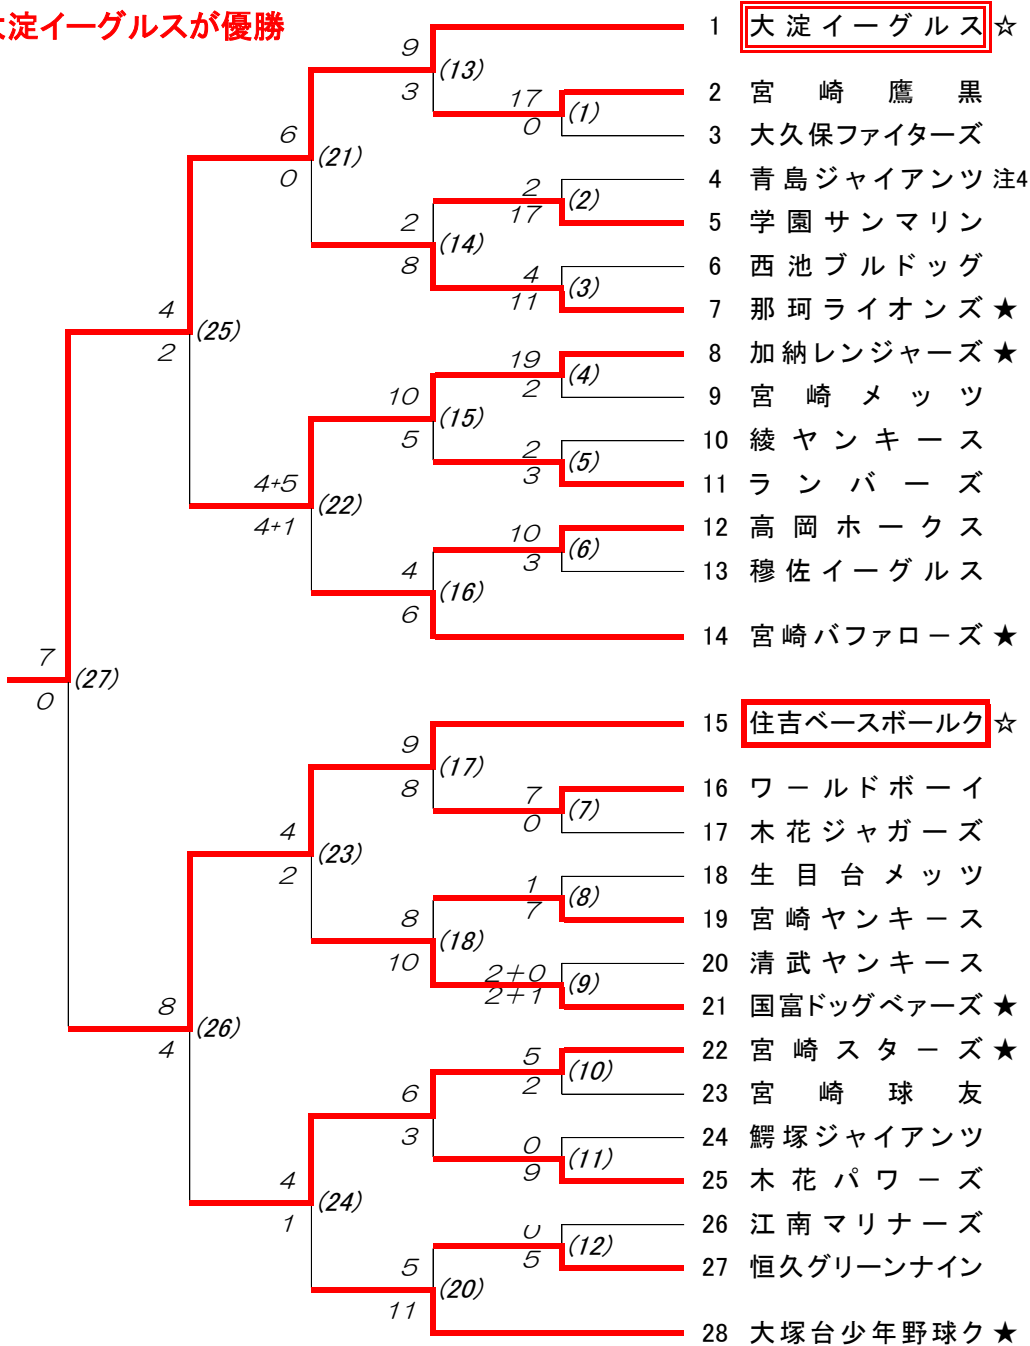 大淀イーグルスが優勝
1 大淀イーグルス ☆
9
(13)
3
17
(1)
0
2 宮崎鷹黒
3 大久保ファイターズ
6
(21)
0
2
(2)
17
4 青島ジャイアンツ 注4
5 学園サンマリン
2
(14)
8
4
(3)
11
6 西池ブルドッグ
7 那珂ライオンズ ★
4
(25)
2
19
(4)
2
8 加納レンジャーズ ★
9 宮崎メッツ
10
(15)
5
2
(5)
3
10 綾ヤンキース
11 ランバーズ
4+5
(22)
4+1
10
(6)
3
12 高岡ホークス
13 穆佐イーグルス
4
(16)
6
14 宮崎バファローズ ★
7
(27)
0
15 住吉ベースボールク ☆
9
(17)
8
7
(7)
0
16 ワールドボーイ
17 木花ジャガーズ
4
(23)
2
1
(8)
7
18 生目台メッツ
19 宮崎ヤンキース
8
(18)
10
2+0
(9)
2+1
20 清武ヤンキース
21 国富ドッグベァーズ ★
8
(26)
4
5
(10)
2
22 宮崎スターズ ★
23 宮崎球友
6
3
0
(11)
9
24 鰐塚ジャイアンツ
25 木花パワーズ
4
(24)
1
0
(12)
5
26 江南マリナーズ
27 恒久グリーンナイン
5
(20)
11
28 大塚台少年野球ク ★